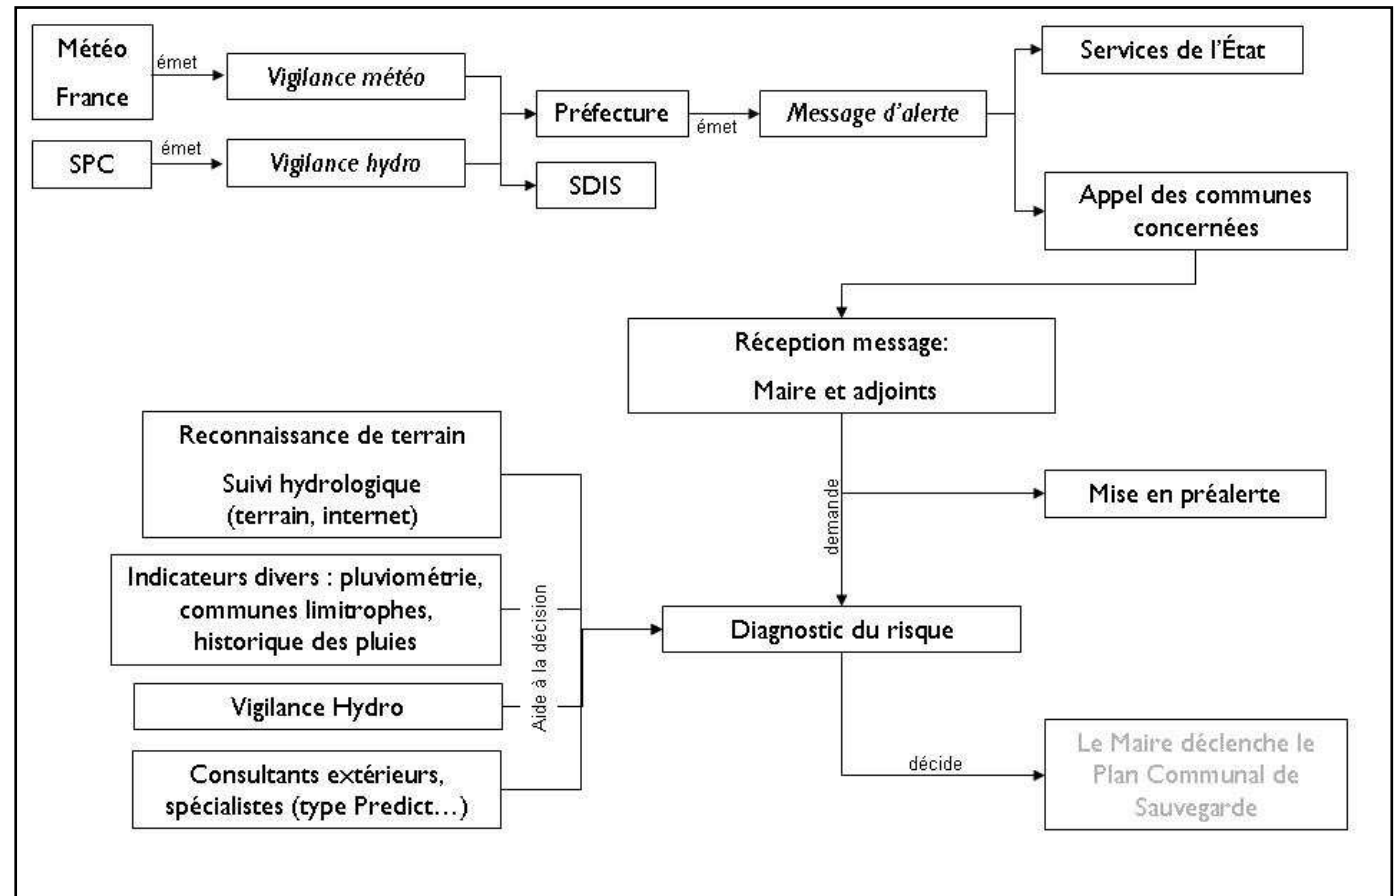 Météo
France
émet
Vigilance météo
SPC
émet
Vigilance hydro
Préfecture
SDIS
émet
Message d'alerte
Services de l'État
Appel des communes
concernées
Réception message:
Maire et adjoints
demande
Mise en préalerte
Reconnaissance de terrain
Suivi hydrologique
(terrain, internet)
Indicateurs divers : pluviométrie,
communes limitrophes,
historique des pluies
Vigilance Hydro
Consultants extérieurs,
spécialistes (type Predict...)
Aide à la décision
Diagnostic du risque
décide
Le Maire déclenche le
Plan Communal de
Sauvegarde